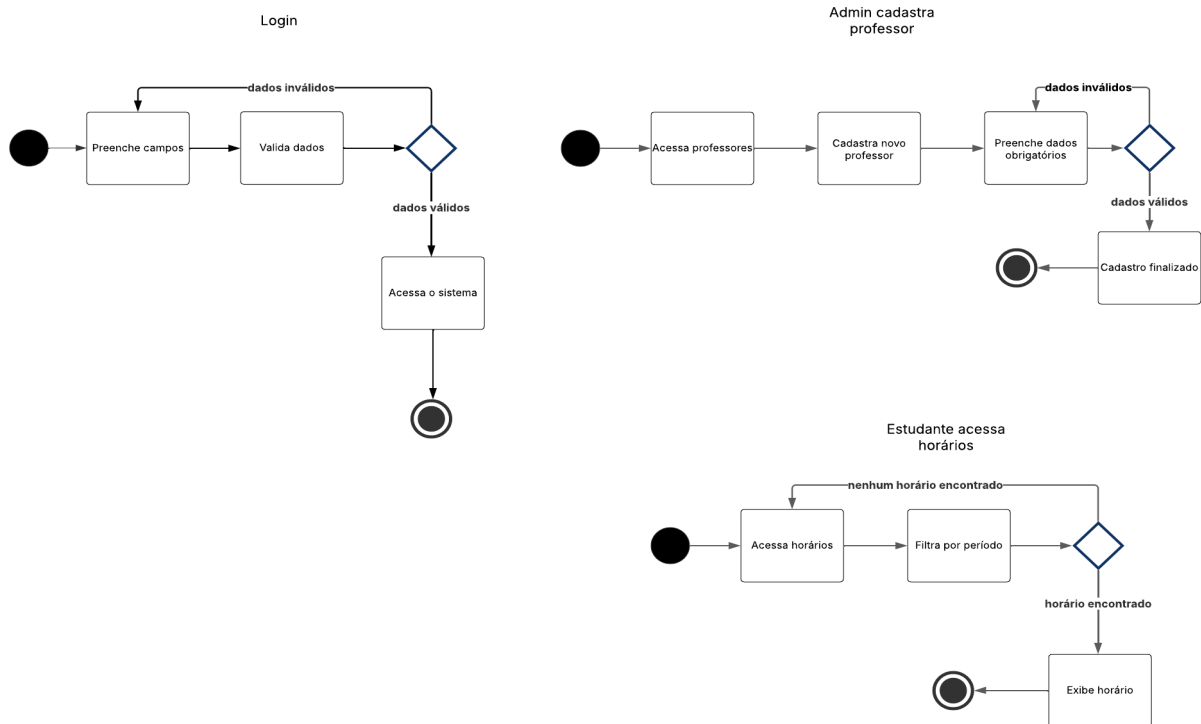 Login
dados inválidos
Preenche campos
Valida dados
dados válidos
Acessa o sistema
Admin cadastra
professor
dados inválidos
Acessa professores
Cadastra novo
professor
Preenche dados
obrigatórios
dados válidos
Cadastro finalizado
Estudante acessa
horários
nenhum horário encontrado
Acessa horários
Filtra por período
horário encontrado
Exibe horário